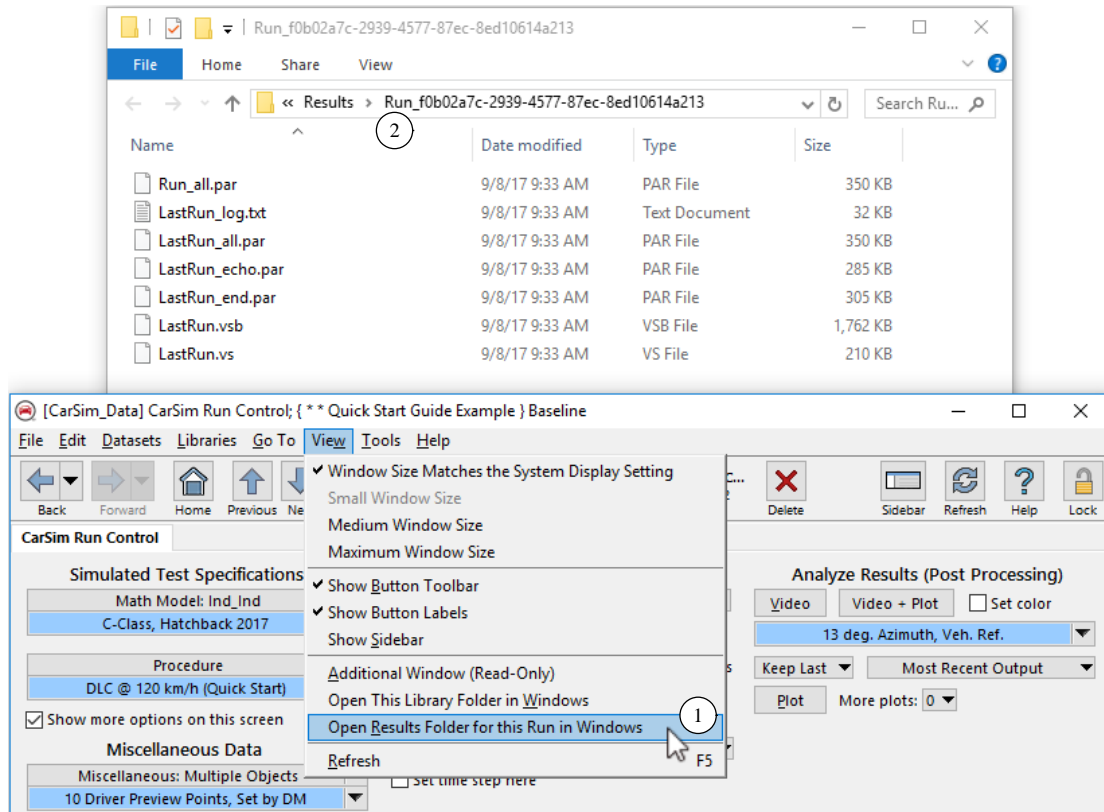 Run_f0b02a7c-2939-4577-87ec-8ed10614a213
File Home Share View
« Results › Run_f0b02a7c-2939-4577-87ec-8ed10614a213 Search Ru...
2
Name Date modified Type Size
Run_all.par 9/8/17 9:33 AM PAR File 350 KB
LastRun_log.txt 9/8/17 9:33 AM Text Document 32 KB
LastRun_all.par 9/8/17 9:33 AM PAR File 350 KB
LastRun_echo.par 9/8/17 9:33 AM PAR File 285 KB
LastRun_end.par 9/8/17 9:33 AM PAR File 305 KB
LastRun.vsb 9/8/17 9:33 AM VSB File 1,762 KB
LastRun.vs 9/8/17 9:33 AM VS File 210 KB
[CarSim_Data] CarSim Run Control; { * * Quick Start Guide Example } Baseline
File Edit Datasets Libraries Go To View Tools Help
Back Forward Home Previous Delete Sidebar Refresh Help Lock
Window Size Matches the System Display Setting
Small Window Size
Medium Window Size
Maximum Window Size
Show Button Toolbar
Show Button Labels
Show Sidebar
Additional Window (Read-Only)
Open This Library Folder in Windows
Open Results Folder for this Run in Windows
1
Refresh F5
CarSim Run Control
Simulated Test Specifications
Math Model: Ind_Ind
C-Class, Hatchback 2017
Procedure
DLC @ 120 km/h (Quick Start)
Show more options on this screen
Miscellaneous Data
Miscellaneous: Multiple Objects
10 Driver Preview Points, Set by DM
Set time step here
Analyze Results (Post Processing)
Video Video + Plot Set color
13 deg. Azimuth, Veh. Ref.
Keep Last Most Recent Output
Plot More plots: 0